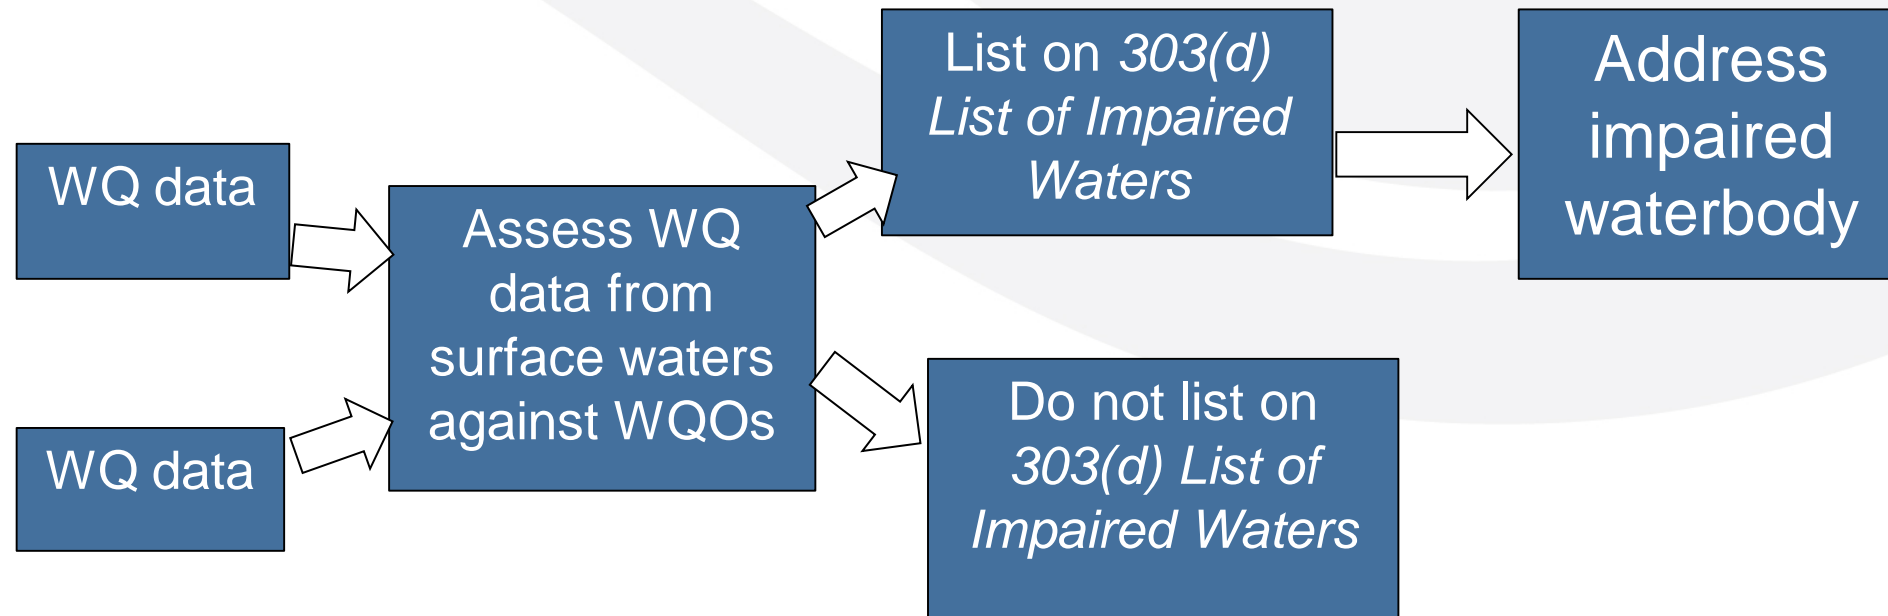 WQ data
WQ data
Assess WQ
data from
surface waters
against WQOs
List on 303(d)
List of Impaired
Waters
Do not list on
303(d) List of
Impaired Waters
Address
impaired
waterbody